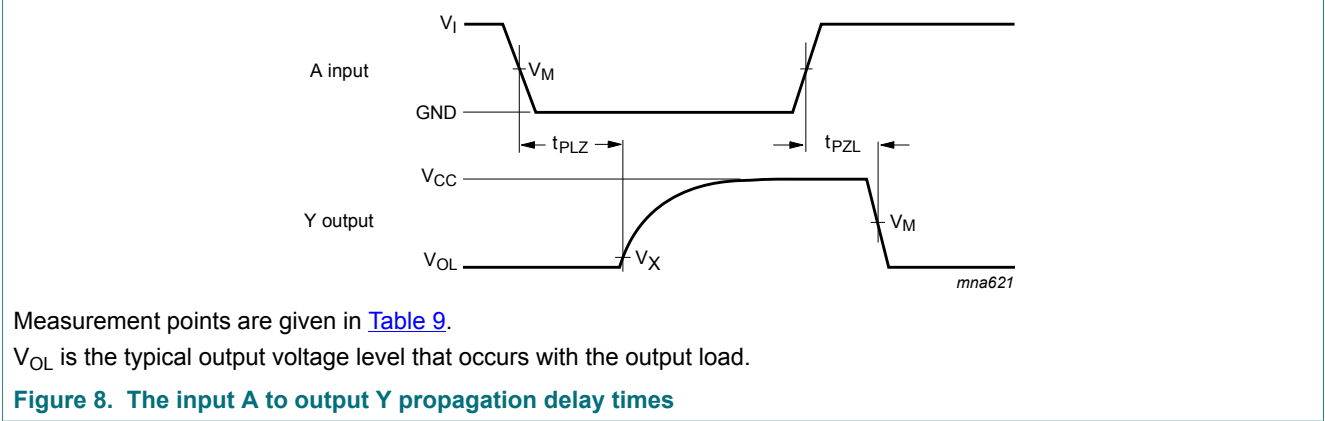 V_I
A input
V_M
GND
t_PLZ
t_PZL
V_CC
Y output
V_M
V_OL
V_X
mna621
Measurement points are given in Table 9.
V_OL is the typical output voltage level that occurs with the output load.
Figure 8. The input A to output Y propagation delay times